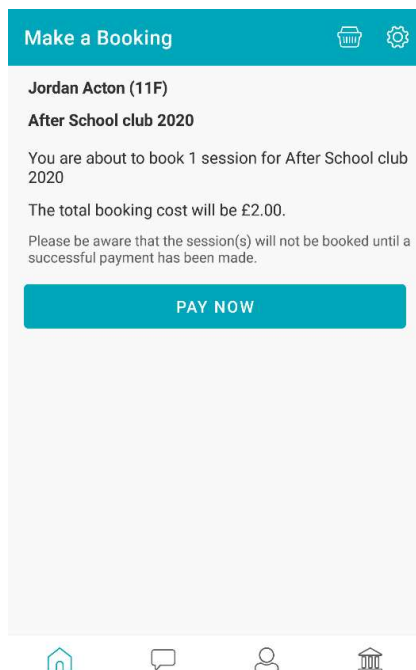 Make a Booking
Jordan Acton (11F)
After School club 2020
You are about to book 1 session for After School club
2020
The total booking cost will be £2.00.
Please be aware that the session(s) will not be booked until a
successful payment has been made.
PAY NOW